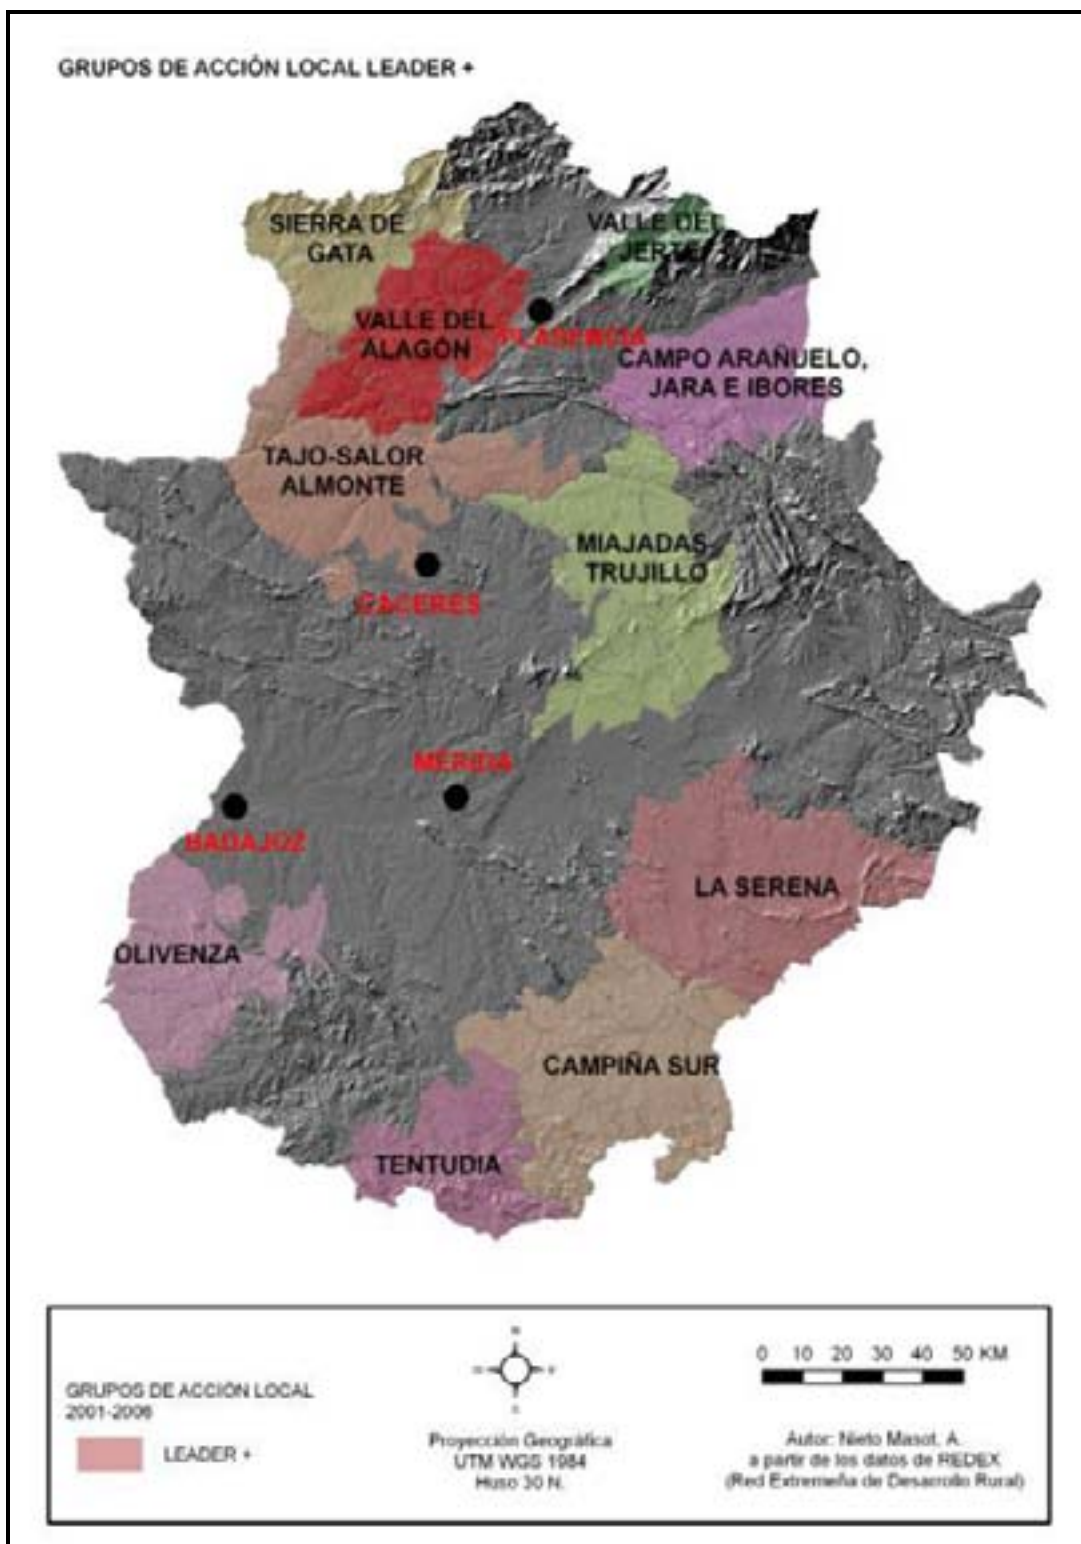 GRUPOS DE ACCIÓN LOCAL LEADER +
SIERRA DE
GATA
VALLE DEL
JERTE
VALLE DEL
ALAGÓN
PLASENCIA
CAMPO ARAÑUELO,
JARA E IBORES
TAJO-SALOR
ALMONTE
MIAJADAS-
TRUJILLO
CÁCERES
MÉRIDA
BADAJOZ
LA SERENA
OLIVENZA
CAMPIÑA SUR
TENTUDIA
GRUPOS DE ACCIÓN LOCAL
2001-2006
LEADER +
N
S
Proyección Geográfica
UTM WGS 1984
Huso 30 N.
0 10 20 30 40 50 KM
Autor: Nieto Masot, A.
a partir de los datos de REDEX
(Red Extremeña de Desarrollo Rural)